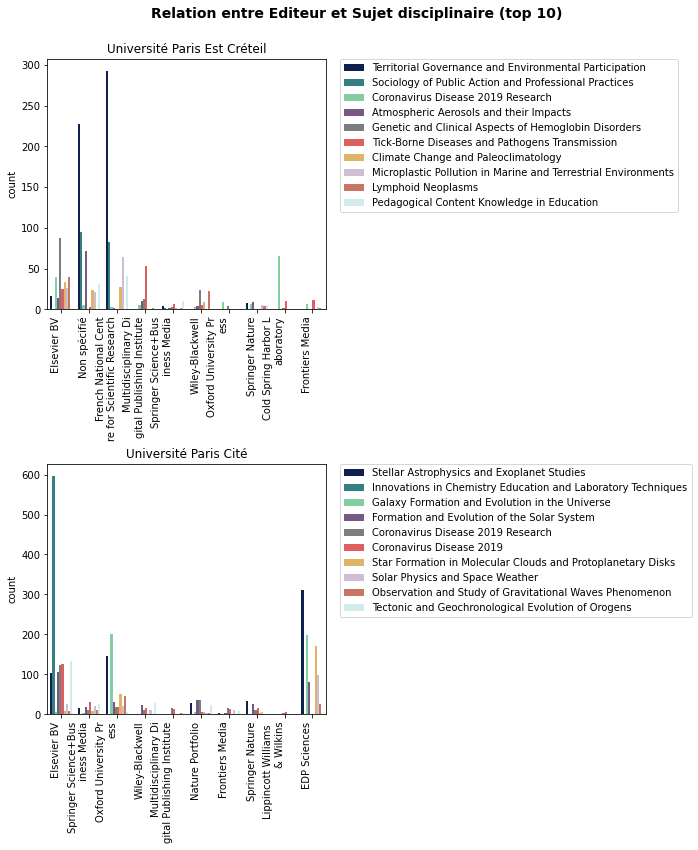 Relation entre Editeur et Sujet disciplinaire (top 10)
Université Paris Est Créteil
300
250
200
150
100
50
0
count
Elsevier BV
Non spécifié
French National Cent
re for Scientific Research
Multidisciplinary Di
gital Publishing Institute
Springer Science+Bus
iness Media
Wiley-Blackwell
Oxford University Pr
ess
Springer Nature
Cold Spring Harbor L
aboratory
Frontiers Media
Territorial Governance and Environmental Participation
Sociology of Public Action and Professional Practices
Coronavirus Disease 2019 Research
Atmospheric Aerosols and their Impacts
Genetic and Clinical Aspects of Hemoglobin Disorders
Tick-Borne Diseases and Pathogens Transmission
Climate Change and Paleoclimatology
Microplastic Pollution in Marine and Terrestrial Environments
Lymphoid Neoplasms
Pedagogical Content Knowledge in Education
Université Paris Cité
600
500
400
300
200
100
0
count
Elsevier BV
Springer Science+Bus
iness Media
Oxford University Pr
ess
Wiley-Blackwell
Multidisciplinary Di
gital Publishing Institute
Nature Portfolio
Frontiers Media
Springer Nature
Lippincott Williams
& Wilkins
EDP Sciences
Stellar Astrophysics and Exoplanet Studies
Innovations in Chemistry Education and Laboratory Techniques
Galaxy Formation and Evolution in the Universe
Formation and Evolution of the Solar System
Coronavirus Disease 2019 Research
Coronavirus Disease 2019
Star Formation in Molecular Clouds and Protoplanetary Disks
Solar Physics and Space Weather
Observation and Study of Gravitational Waves Phenomenon
Tectonic and Geochronological Evolution of Orogens